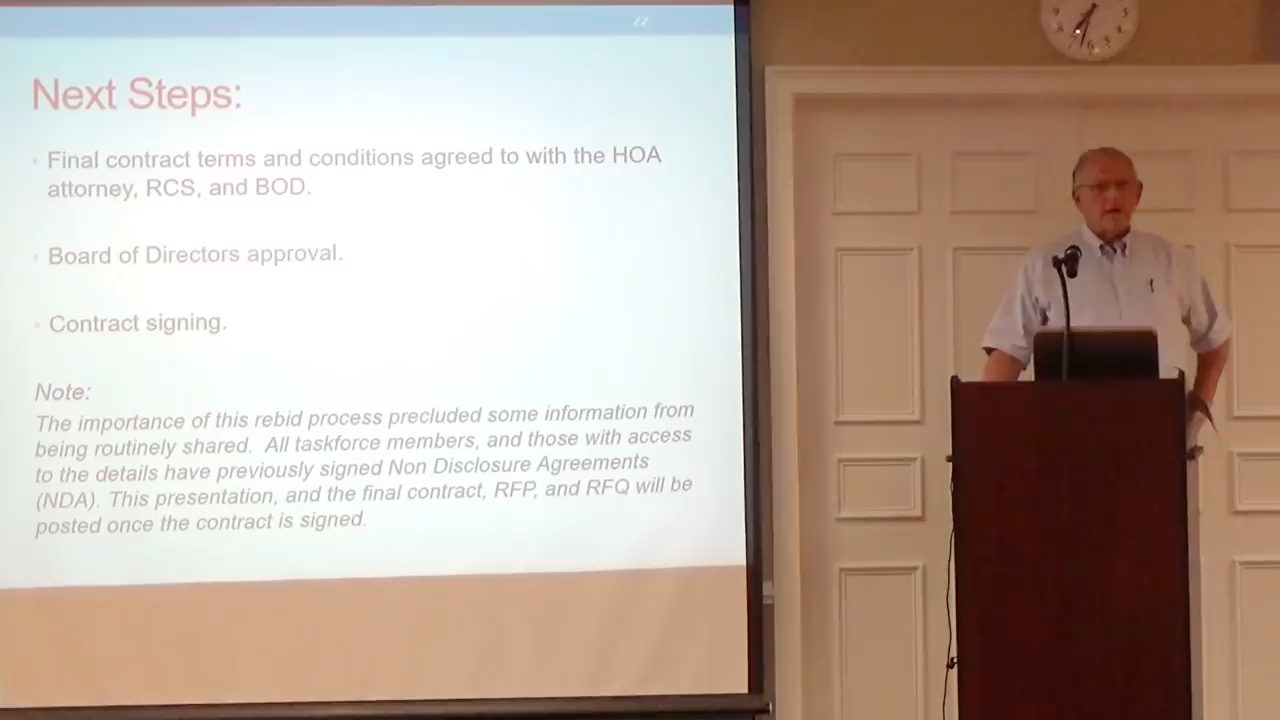 22
Next Steps:
Final contract terms and conditions agreed to with the HOA
attorney, RCS, and BOD.
Board of Directors approval.
Contract signing.
Note:
The importance of this rebid process precluded some information from
being routinely shared. All taskforce members, and those with access
to the details have previously signed Non Disclosure Agreements
(NDA). This presentation, and the final contract, RFP, and RFQ will be
posted once the contract is signed.